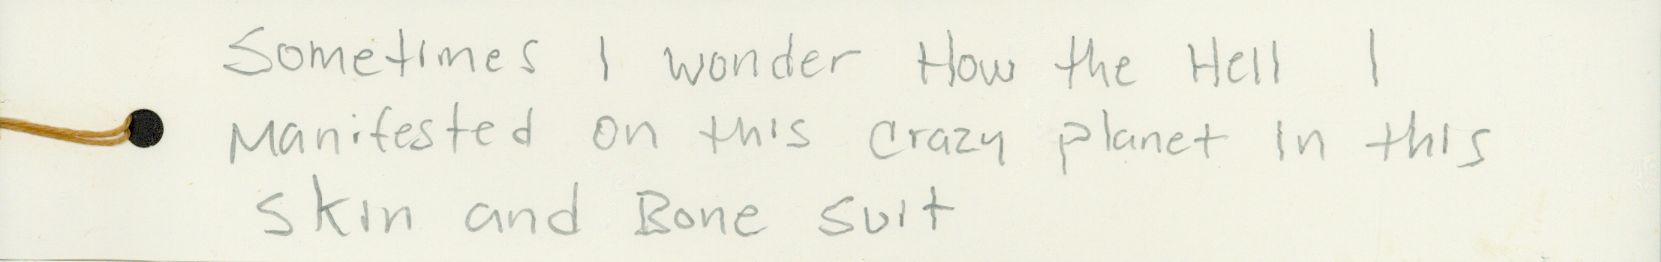 Sometimes I wonder How the Hell I
Manifested on this crazy planet in this
skin and Bone suit